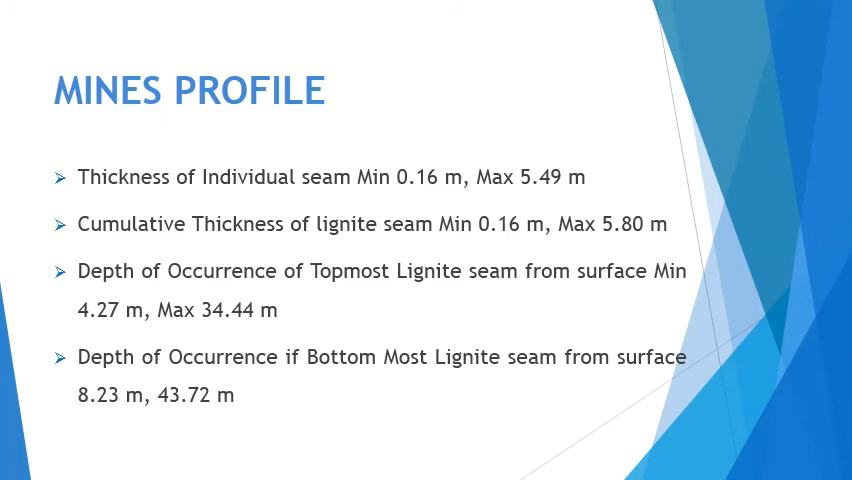 MINES PROFILE
Thickness of Individual seam Min 0.16 m, Max 5.49 m
Cumulative Thickness of lignite seam Min 0.16 m, Max 5.80 m
Depth of Occurrence of Topmost Lignite seam from surface Min
4.27 m, Max 34.44 m
Depth of Occurrence if Bottom Most Lignite seam from surface
8.23 m, 43.72 m